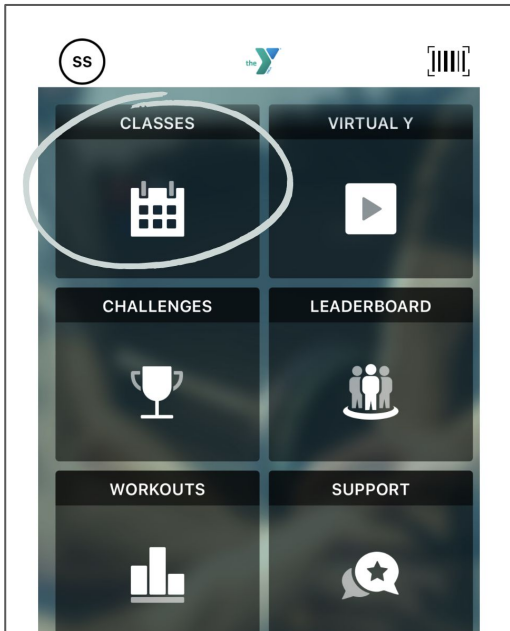 SS
the Y
CLASSES
VIRTUAL Y
CHALLENGES
LEADERBOARD
WORKOUTS
SUPPORT